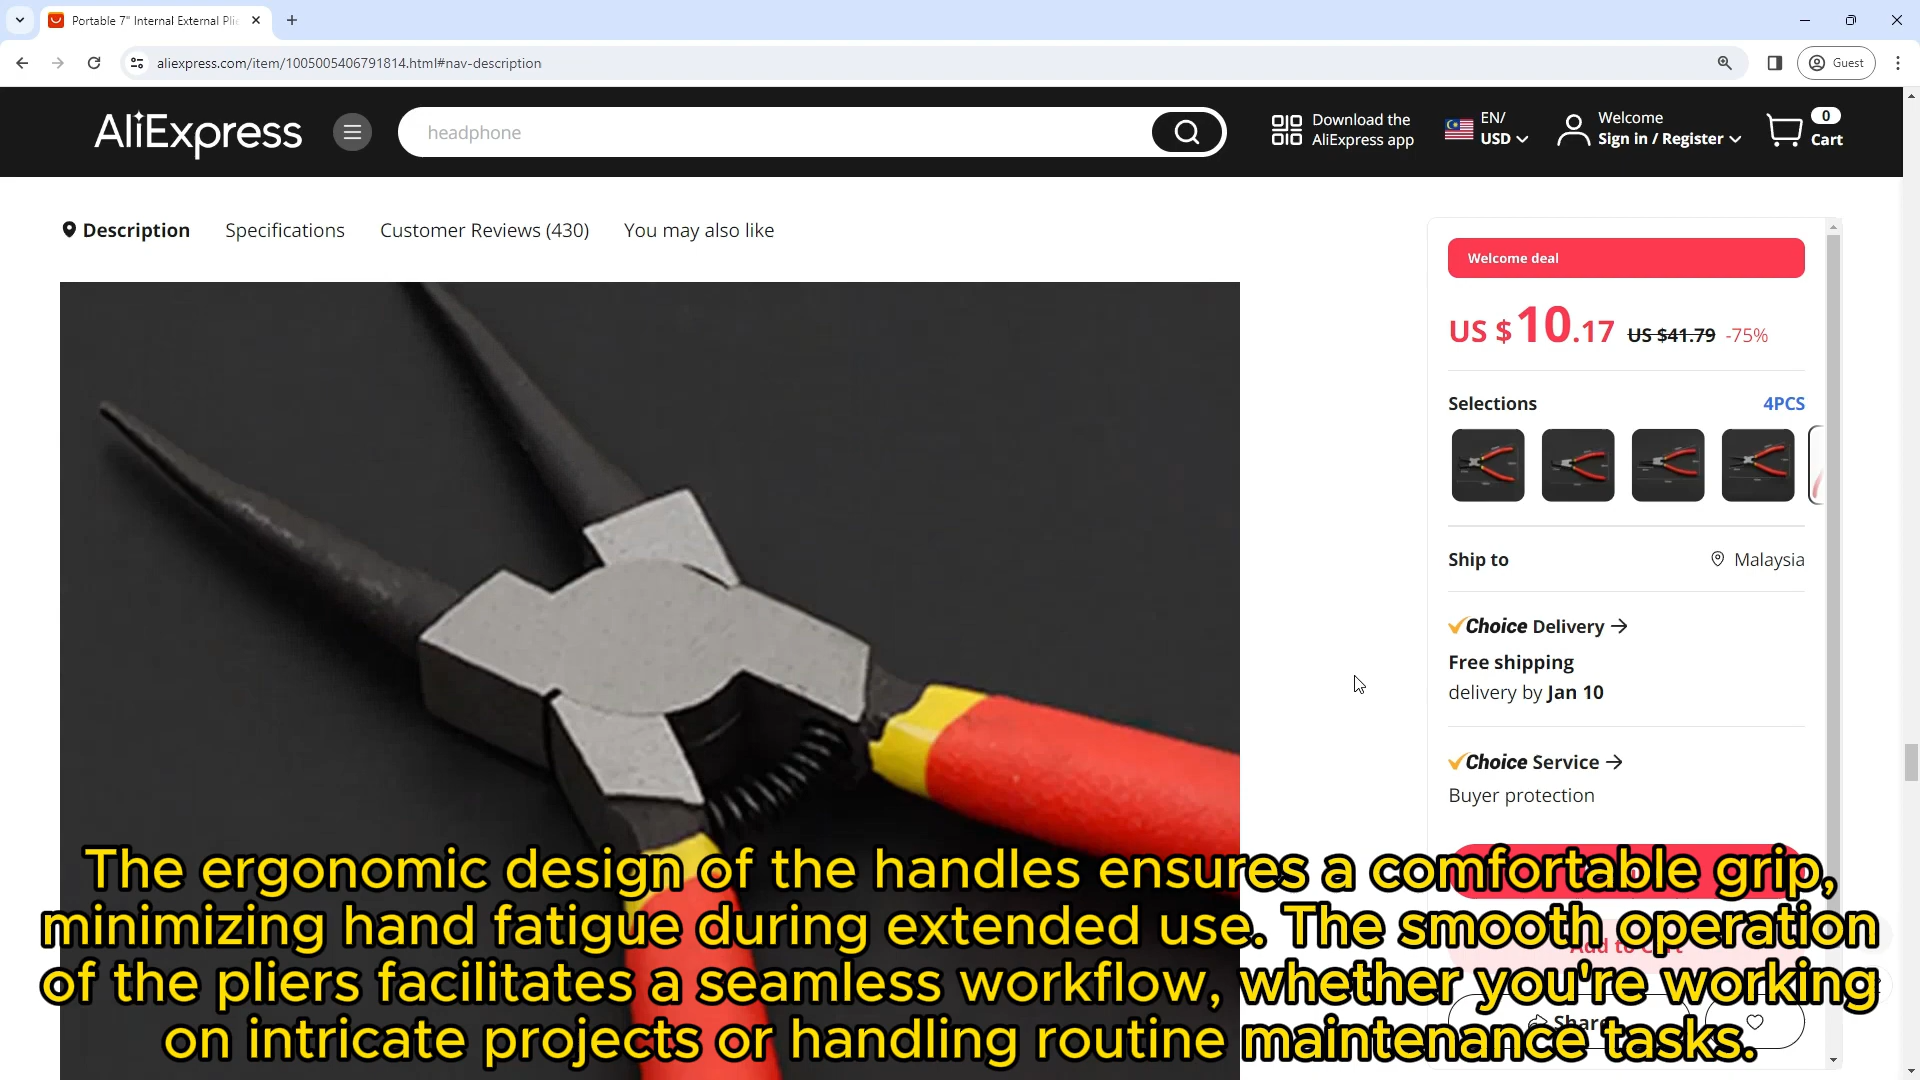 Portable 7" Internal External Plie
aliexpress.com/item/1005005406791814.html#nav-description
Guest
AliExpress
headphone
Download the
AliExpress app
EN/
USD
Welcome
Sign in / Register
0
Cart
Description
Specifications
Customer Reviews (430)
You may also like
Welcome deal
US $10.17 US $41.79 -75%
Selections
4PCS
Ship to
Malaysia
Choice Delivery
Free shipping
delivery by Jan 10
Choice Service
Buyer protection
Add to Cart
Share
The ergonomic design of the handles ensures a comfortable grip,
minimizing hand fatigue during extended use. The smooth operation
of the pliers facilitates a seamless workflow, whether you're working
on intricate projects or handling routine maintenance tasks.